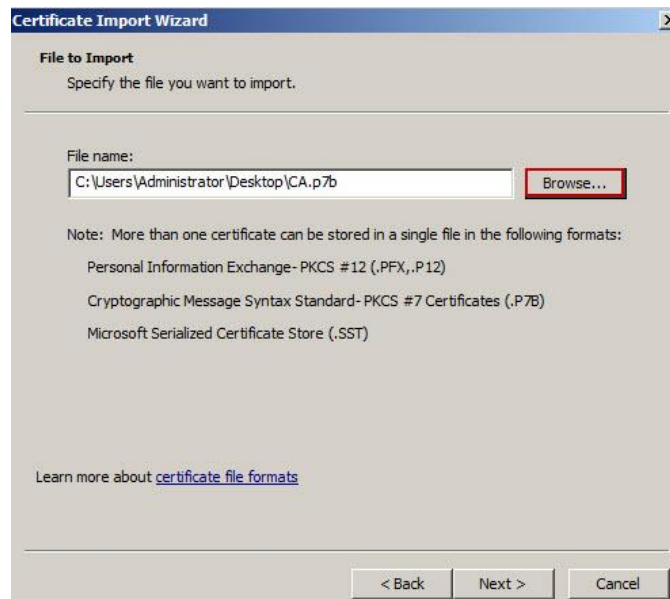 Certificate Import Wizard
File to Import
Specify the file you want to import.
File name:
C:\Users\Administrator\Desktop\CA.p7b
Browse...
Note: More than one certificate can be stored in a single file in the following formats:
Personal Information Exchange- PKCS #12 (.PFX,.P12)
Cryptographic Message Syntax Standard- PKCS #7 Certificates (.P7B)
Microsoft Serialized Certificate Store (.SST)
Learn more about certificate file formats
< Back Next > Cancel